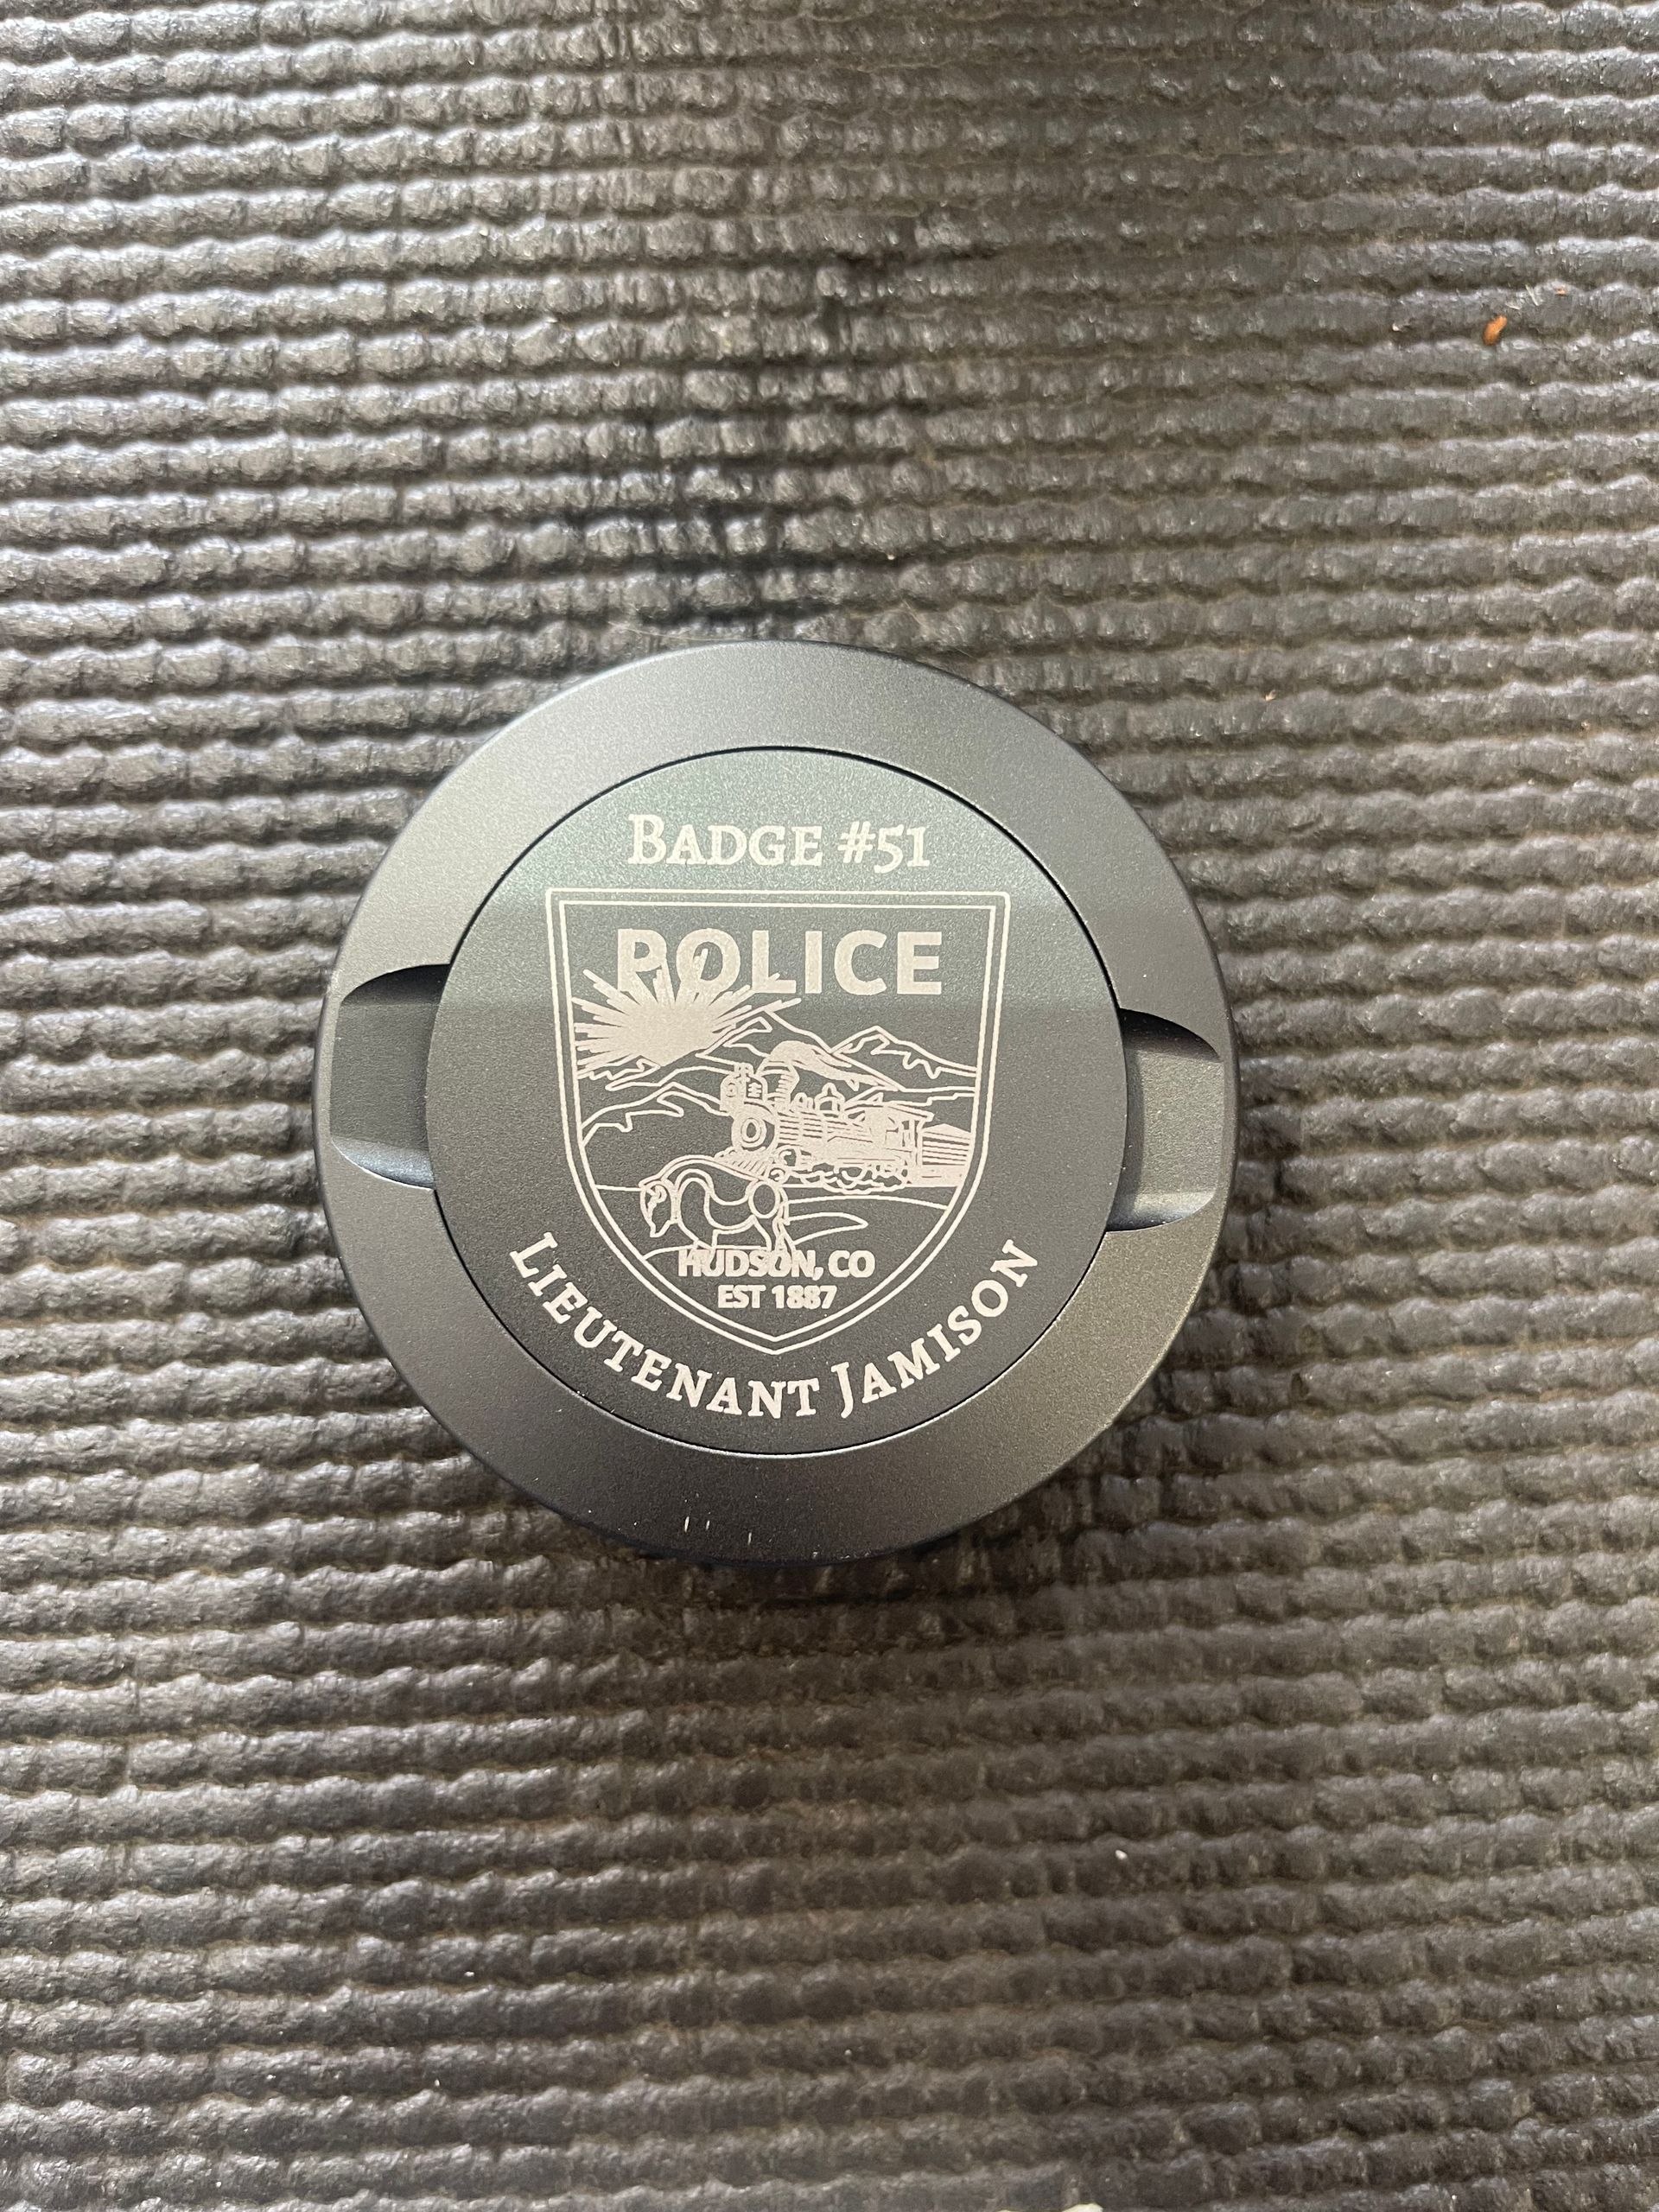 BADGE #51
POLICE
HUDSON, CO
EST 1887
LIEUTENANT JAMISON